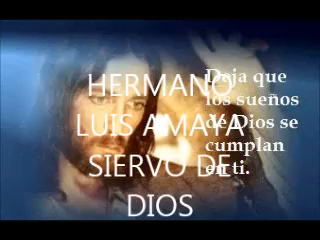 HERMANO
LUIS AMAYA
SIERVO DE
DIOS
Deja que
los sueños
de Dios se
cumplan
en ti.